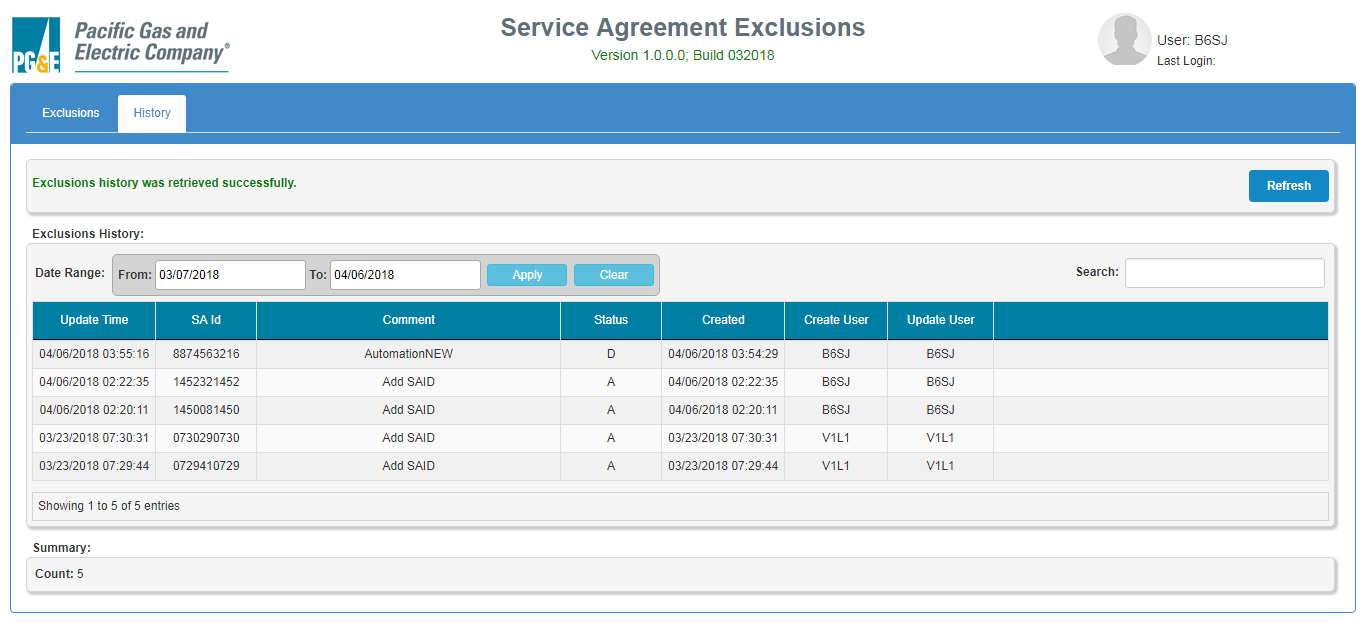 PG&E
Pacific Gas and
Electric Company®
Service Agreement Exclusions
Version 1.0.0.0; Build 032018
User: B6SJ
Last Login:
Exclusions History
Exclusions history was retrieved successfully. Refresh
Exclusions History:
Date Range: From: 03/07/2018 To: 04/06/2018 Apply Clear Search:
Update Time SA Id Comment Status Created Create User Update User
04/06/2018 03:55:16 8874563216 AutomationNEW D 04/06/2018 03:54:29 B6SJ B6SJ
04/06/2018 02:22:35 1452321452 Add SAID A 04/06/2018 02:22:35 B6SJ B6SJ
04/06/2018 02:20:11 1450081450 Add SAID A 04/06/2018 02:20:11 B6SJ B6SJ
03/23/2018 07:30:31 0730290730 Add SAID A 03/23/2018 07:30:31 V1L1 V1L1
03/23/2018 07:29:44 0729410729 Add SAID A 03/23/2018 07:29:44 V1L1 V1L1
Showing 1 to 5 of 5 entries
Summary:
Count: 5